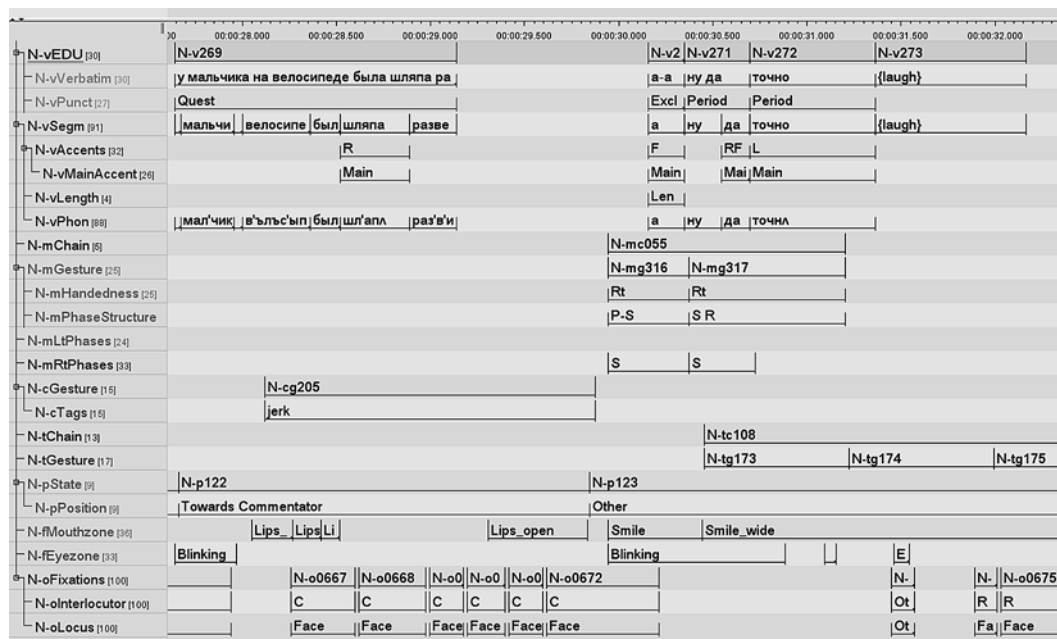 00 00:00:28.000 00:00:28.500 00:00:29.000 00:00:29.500 00:00:30.000 00:00:30.500 00:00:31.000 00:00:31.500 00:00:32.000
N-vEDU [30] N-v269 N-v2 N-v271 N-v272 N-v273
N-vVerbatim [30] у мальчика на велосипеде была шляпа ра а-а ну да точно {laugh}
N-vPunct [27] Quest Excl Period Period
N-vSegm [91] мальчи велосипе был шляпа разве а ну да точно {laugh}
N-vAccents [32] R F RF L
N-vMainAccent [26] Main Main Mai Main
N-vLength [4] Len
N-vPhon [88] мал'чик в'ълъс'ып был шл'апʌ раз'в'и а ну да точнʌ
N-mChain [6] N-mc055
N-mGesture [25] N-mg316 N-mg317
N-mHandedness [25] Rt Rt
N-mPhaseStructure P-S S R
N-mLtPhases [24]
N-mRtPhases [33] S S
N-cGesture [15] N-cg205
N-cTags [15] jerk
N-tChain [13] N-tc108
N-tGesture [17] N-tg173 N-tg174 N-tg175
N-pState [9] N-p122 N-p123
N-pPosition [9] Towards Commentator Other
N-fMouthzone [36] Lips_ Lips Li Lips_open Smile Smile_wide
N-fEyezone [33] Blinking Blinking E
N-oFixations [100] N-o0667 N-o0668 N-o0 N-o0 N-o0 N-o0672 N- N- N-o0675
N-oInterlocutor [100] C C C C C C Ot R R
N-oLocus [100] Face Face Face Face Face Face Ot Fa Face